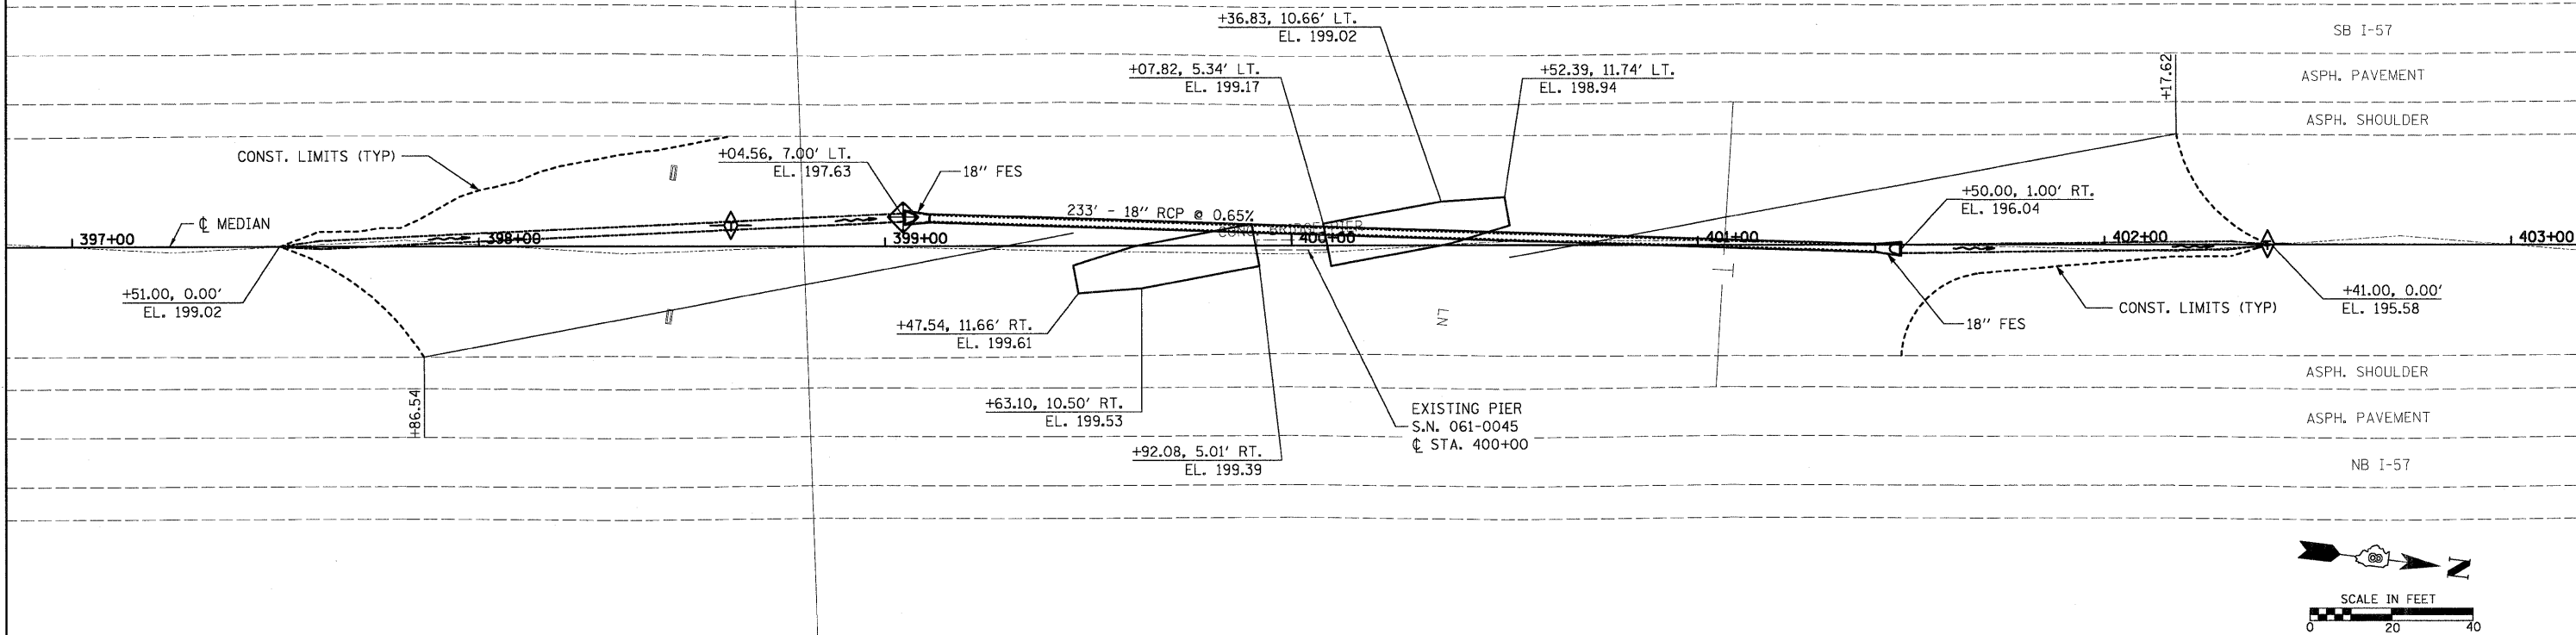 +36.83, 10.66' LT.
EL. 199.02
SB I-57
+07.82, 5.34' LT.
EL. 199.17
+52.39, 11.74' LT.
EL. 198.94
+17.62
ASPH. PAVEMENT
ASPH. SHOULDER
CONST. LIMITS (TYP)
+04.56, 7.00' LT.
EL. 197.63
18" FES
+50.00, 1.00' RT.
EL. 196.04
233' - 18" RCP @ 0.65%
CONC. BRIDGE PIER
℄ MEDIAN
397+00
398+00
399+00
400+00
401+00
402+00
403+00
+51.00, 0.00'
EL. 199.02
+47.54, 11.66' RT.
EL. 199.61
LN
18" FES
CONST. LIMITS (TYP)
+41.00, 0.00'
EL. 195.58
ASPH. SHOULDER
+86.54
+63.10, 10.50' RT.
EL. 199.53
EXISTING PIER
S.N. 061-0045
℄ STA. 400+00
ASPH. PAVEMENT
+92.08, 5.01' RT.
EL. 199.39
NB I-57
N
SCALE IN FEET
0 20 40